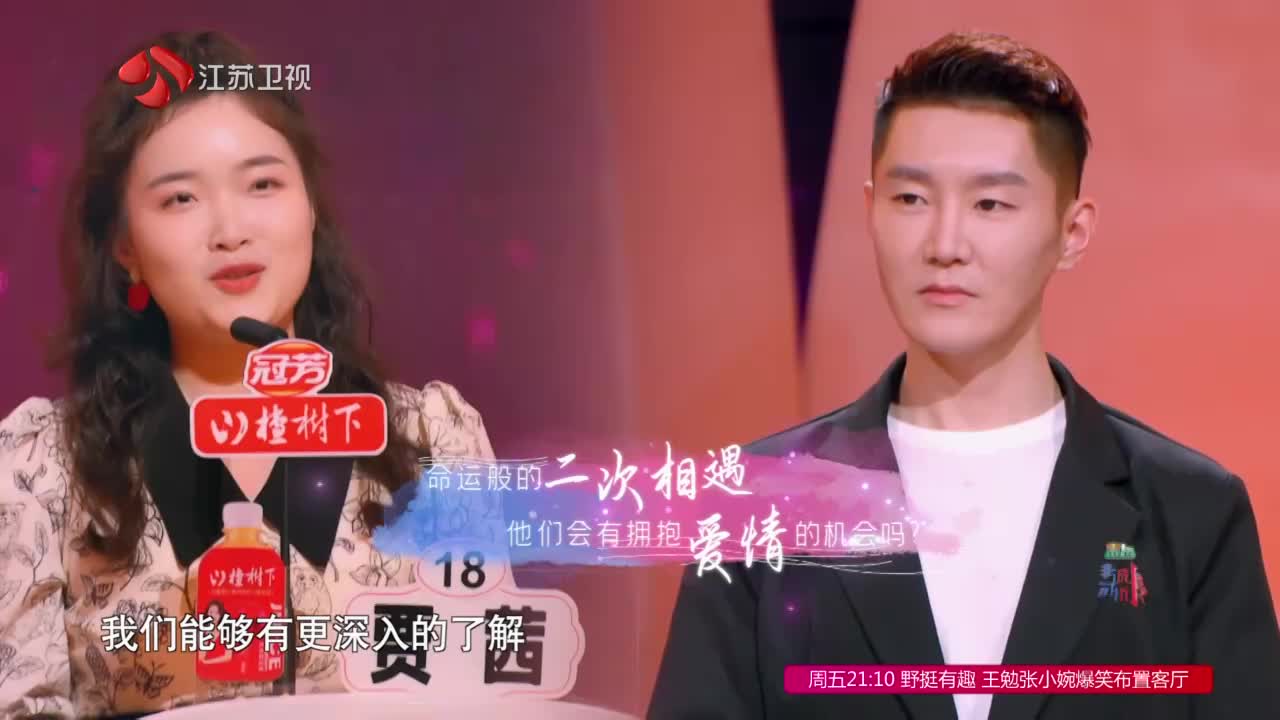 江苏卫视
冠芳
山楂树下
命运般的二次相遇
他们会有拥抱爱情的机会吗?
18
山楂树下
贾茜
我们能够有更深入的了解
周五21:10 野挺有趣 王勉张小婉爆笑布置客厅